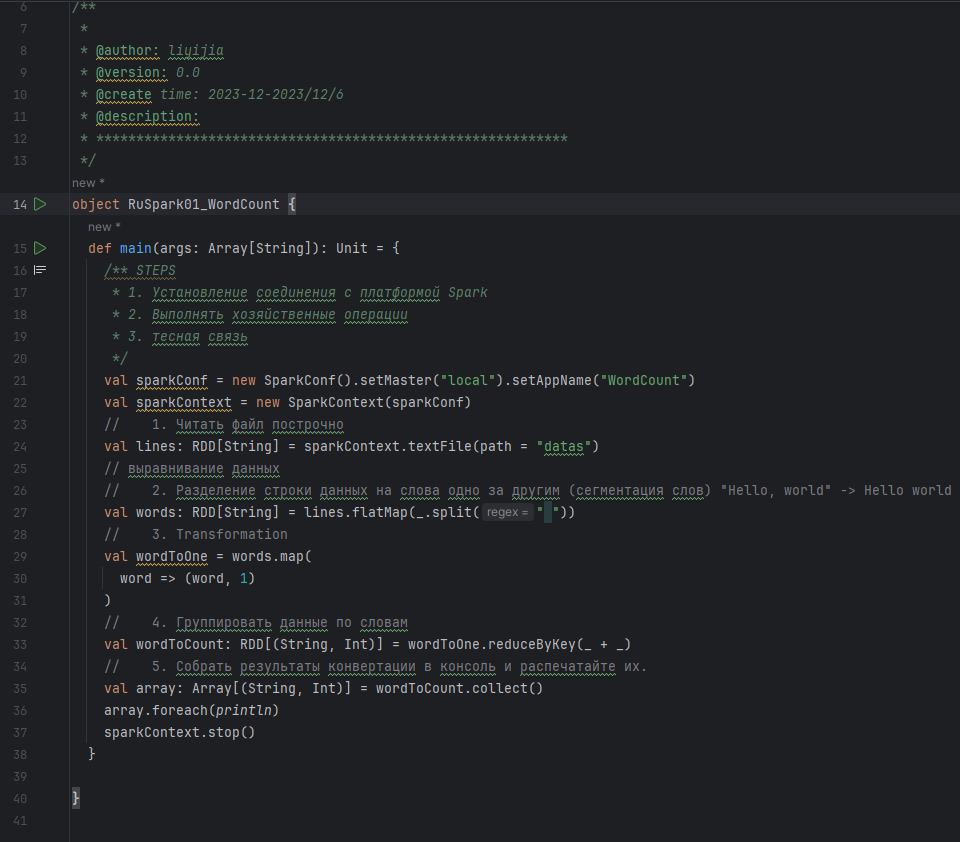 6 /**
7 *
8 * @author: liyijia
9 * @version: 0.0
10 * @create time: 2023-12-2023/12/6
11 * @description:
12 * ***********************************************************
13 */
new *
14 object RuSpark01_WordCount {
new *
15 def main(args: Array[String]): Unit = {
16 /** STEPS
17 * 1. Установление соединения с платформой Spark
18 * 2. Выполнять хозяйственные операции
19 * 3. тесная связь
20 */
21 val sparkConf = new SparkConf().setMaster("local").setAppName("WordCount")
22 val sparkContext = new SparkContext(sparkConf)
23 // 1. Читать файл построчно
24 val lines: RDD[String] = sparkContext.textFile(path = "datas")
25 // выравнивание данных
26 // 2. Разделение строки данных на слова одно за другим (сегментация слов) "Hello, world" -> Hello world
27 val words: RDD[String] = lines.flatMap(_.split( regex = " "))
28 // 3. Transformation
29 val wordToOne = words.map(
30 word => (word, 1)
31 )
32 // 4. Группировать данные по словам
33 val wordToCount: RDD[(String, Int)] = wordToOne.reduceByKey(_ + _)
34 // 5. Собрать результаты конвертации в консоль и распечатайте их.
35 val array: Array[(String, Int)] = wordToCount.collect()
36 array.foreach(println)
37 sparkContext.stop()
38 }
39
40 }
41